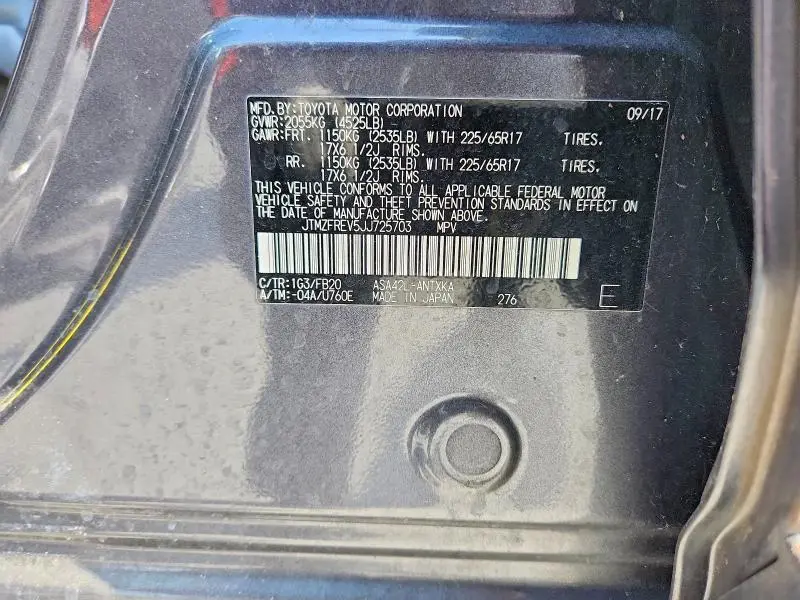 MFD.BY:TOYOTA MOTOR CORPORATION 09/17
GVWR:2055KG (4525LB)
GAWR:FRT. 1150KG (2535LB) WITH 225/65R17 TIRES.
17X6 1/2J RIMS.
RR. 1150KG (2535LB) WITH 225/65R17 TIRES.
17X6 1/2J RIMS.
THIS VEHICLE CONFORMS TO ALL APPLICABLE FEDERAL MOTOR
VEHICLE SAFETY AND THEFT PREVENTION STANDARDS IN EFFECT ON
THE DATE OF MANUFACTURE SHOWN ABOVE.
JTMZFREV5JJ725703 MPV
C/TR:1G3/FB20 ASA42L-ANTXKA
A/TM:-04A/U760E MADE IN JAPAN 276 E